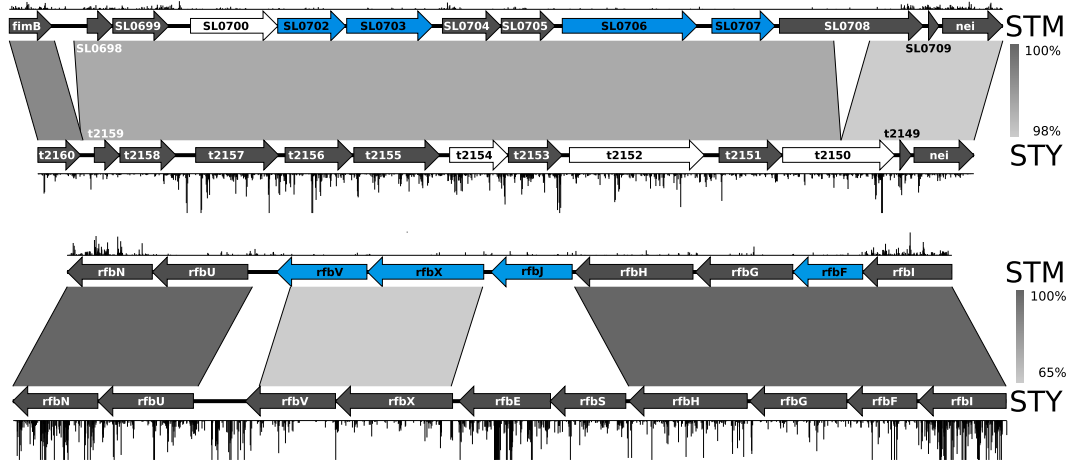 fimB SL0699 SL0700 SL0702 SL0703 SL0704 SL0705 SL0706 SL0707 SL0708 nei STM
SL0698 SL0709 100%
t2159 t2149 98%
t2160 t2158 t2157 t2156 t2155 t2154 t2153 t2152 t2151 t2150 nei STY
rfbN rfbU rfbV rfbX rfbJ rfbH rfbG rfbF rfbI STM
100%
65%
rfbN rfbU rfbV rfbX rfbE rfbS rfbH rfbG rfbF rfbI STY